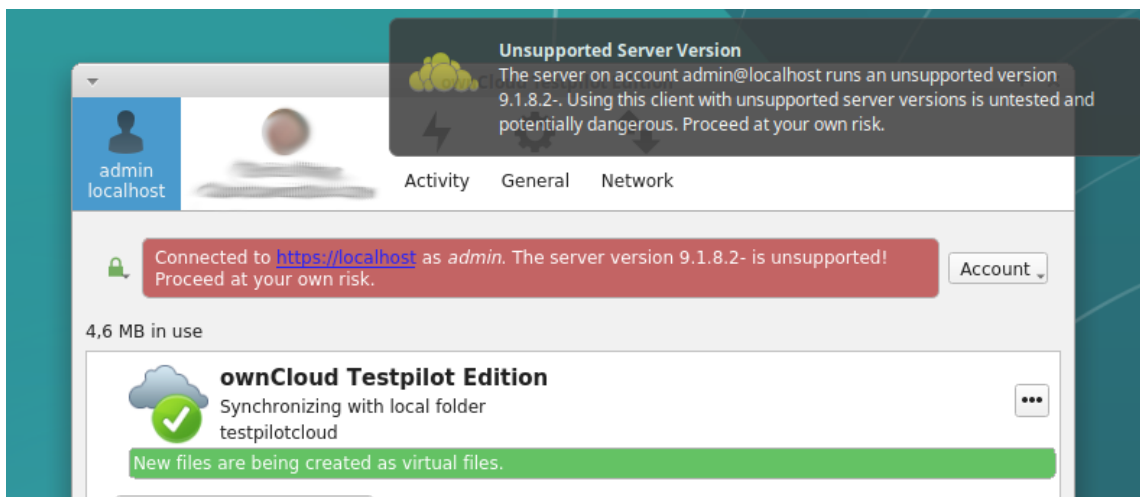 Unsupported Server Version
The server on account admin@localhost runs an unsupported version
9.1.8.2-. Using this client with unsupported server versions is untested and
potentially dangerous. Proceed at your own risk.
admin
localhost
Activity
General
Network
Connected to https://localhost as admin. The server version 9.1.8.2- is unsupported!
Proceed at your own risk.
Account
4,6 MB in use
ownCloud Testpilot Edition
Synchronizing with local folder
testpilotcloud
New files are being created as virtual files.